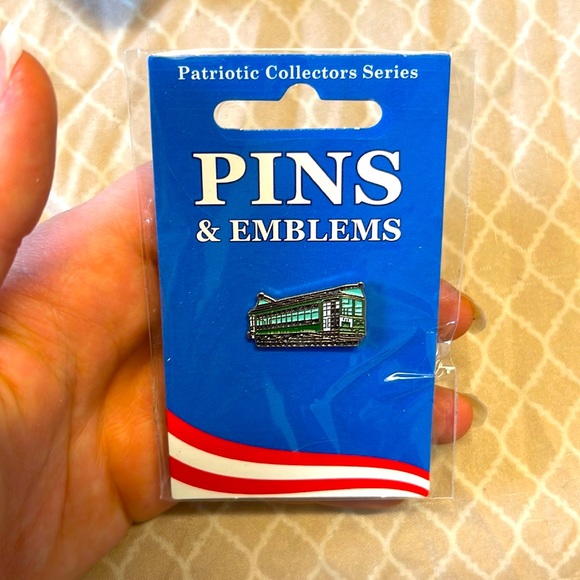 Patriotic Collectors Series
PINS
& EMBLEMS